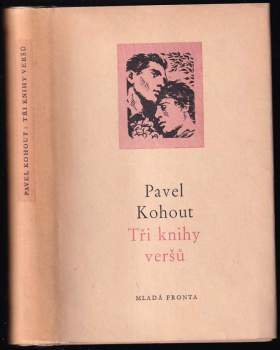 PAVEL KOHOUT : TŘI KNIHY VERŠŮ
Pavel
Kohout
Tři knihy
veršů
MLADÁ FRONTA